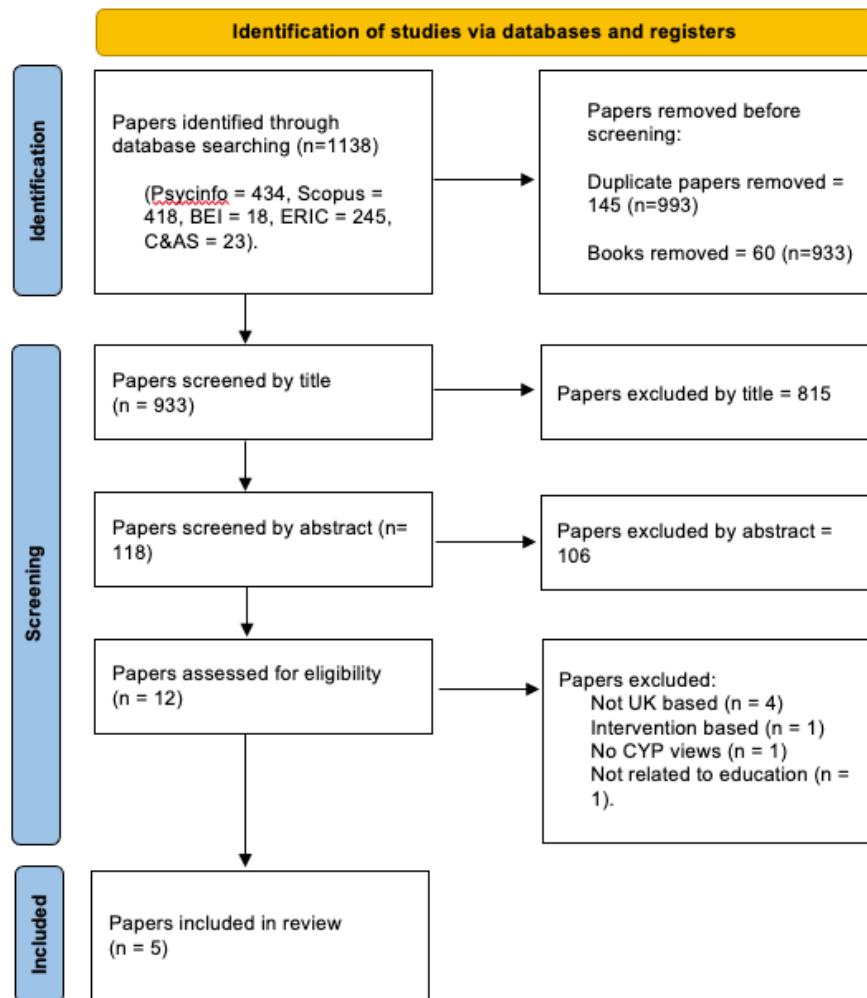 Identification of studies via databases and registers
Identification
Papers identified through
database searching (n=1138)
(Psycinfo = 434, Scopus =
418, BEI = 18, ERIC = 245,
C&AS = 23).
Papers removed before
screening:
Duplicate papers removed =
145 (n=993)
Books removed = 60 (n=933)
Screening
Papers screened by title
(n = 933)
Papers excluded by title = 815
Papers screened by abstract (n=
118)
Papers excluded by abstract =
106
Papers assessed for eligibility
(n = 12)
Papers excluded:
Not UK based (n = 4)
Intervention based (n = 1)
No CYP views (n = 1)
Not related to education (n =
1).
Included
Papers included in review
(n = 5)